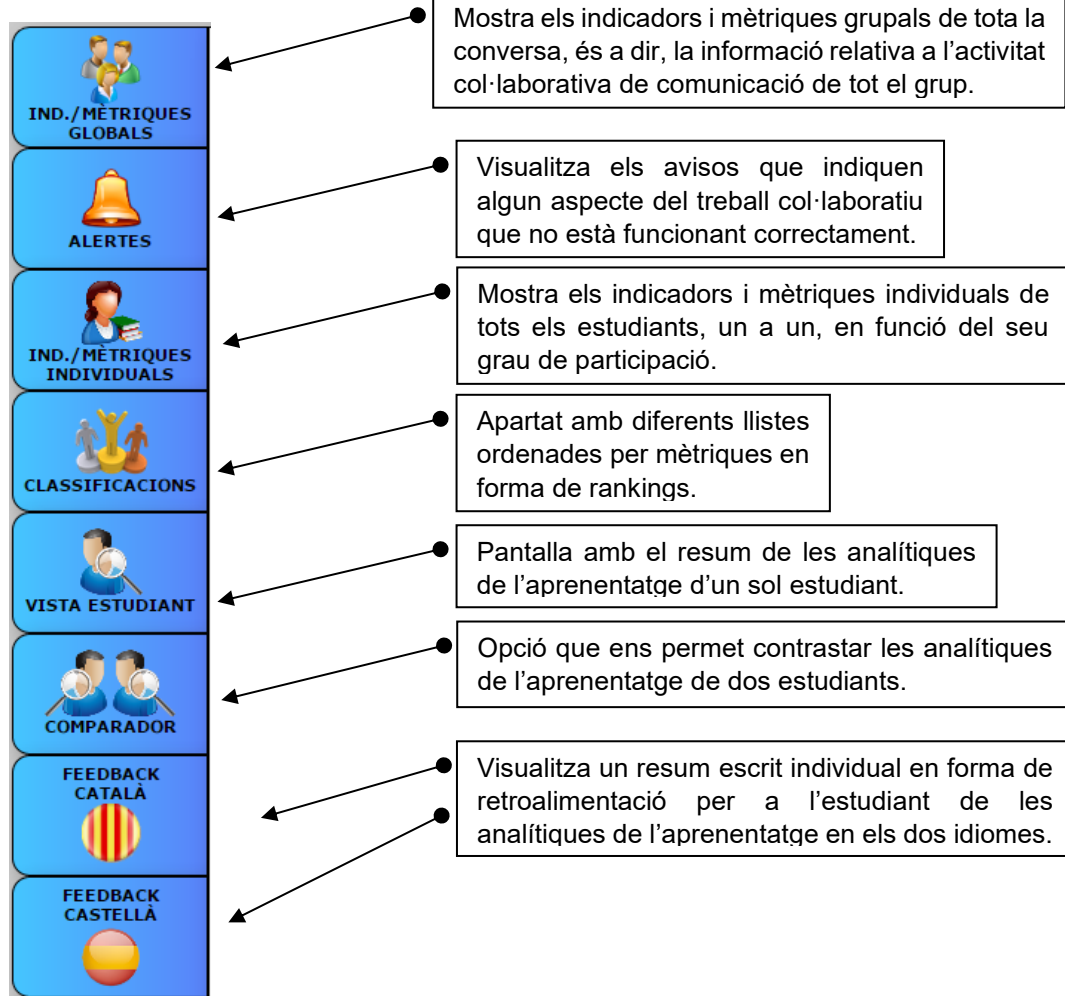 Mostra els indicadors i mètriques grupals de tota la
conversa, és a dir, la informació relativa a l’activitat
col·laborativa de comunicació de tot el grup.
IND./MÈTRIQUES
GLOBALS
Visualitza els avisos que indiquen
algun aspecte del treball col·laboratiu
que no està funcionant correctament.
ALERTES
Mostra els indicadors i mètriques individuals de
tots els estudiants, un a un, en funció del seu
grau de participació.
IND./MÈTRIQUES
INDIVIDUALS
Apartat amb diferents llistes
ordenades per mètriques en
forma de rankings.
CLASSIFICACIONS
Pantalla amb el resum de les analítiques
de l’aprenentatge d’un sol estudiant.
VISTA ESTUDIANT
Opció que ens permet contrastar les analítiques
de l’aprenentatge de dos estudiants.
COMPARADOR
FEEDBACK
CATALÀ
Visualitza un resum escrit individual en forma de
retroalimentació per a l’estudiant de les
analítiques de l’aprenentatge en els dos idiomes.
FEEDBACK
CASTELLÀ